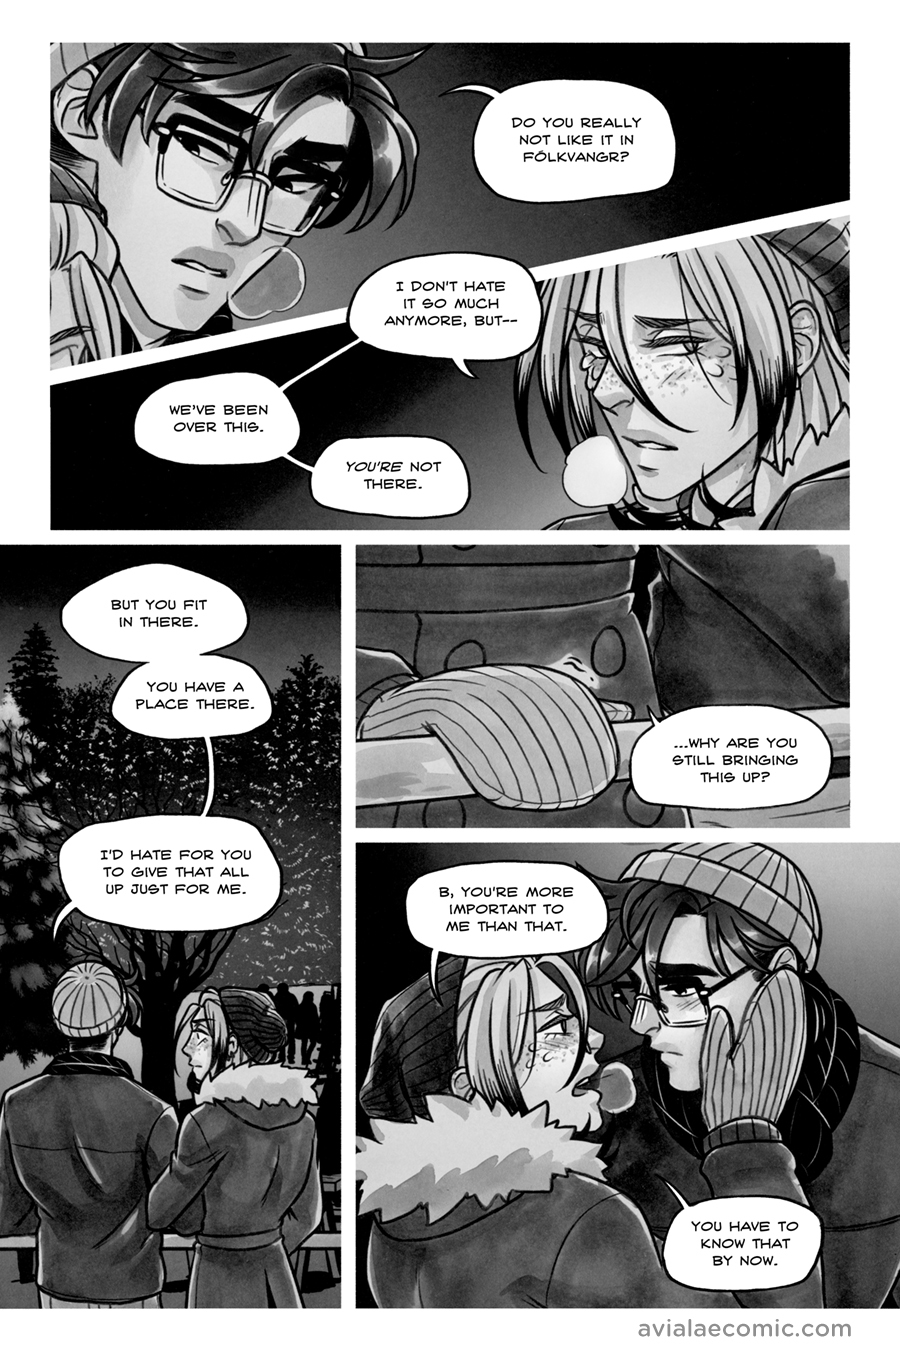 DO YOU REALLY
NOT LIKE IT IN
FÓLKVANGR?
I DON'T HATE
IT SO MUCH
ANYMORE, BUT--
WE'VE BEEN
OVER THIS.
YOU'RE NOT
THERE.
BUT YOU FIT
IN THERE.
YOU HAVE A
PLACE THERE.
I'D HATE FOR YOU
TO GIVE THAT ALL
UP JUST FOR ME.
...WHY ARE YOU
STILL BRINGING
THIS UP?
B, YOU'RE MORE
IMPORTANT TO
ME THAN THAT.
YOU HAVE TO
KNOW THAT
BY NOW.
avialaecomic.com